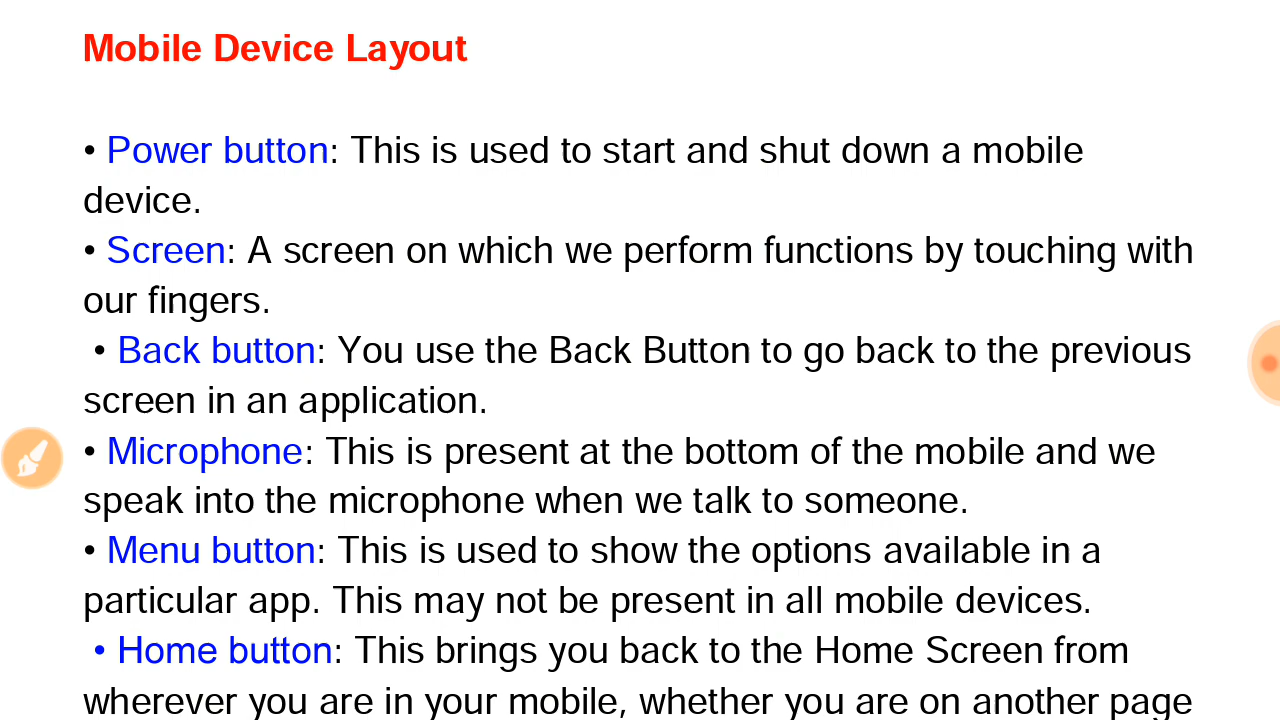 Mobile Device Layout
• Power button: This is used to start and shut down a mobile
device.
• Screen: A screen on which we perform functions by touching with
our fingers.
• Back button: You use the Back Button to go back to the previous
screen in an application.
• Microphone: This is present at the bottom of the mobile and we
speak into the microphone when we talk to someone.
• Menu button: This is used to show the options available in a
particular app. This may not be present in all mobile devices.
• Home button: This brings you back to the Home Screen from
wherever you are in your mobile, whether you are on another page